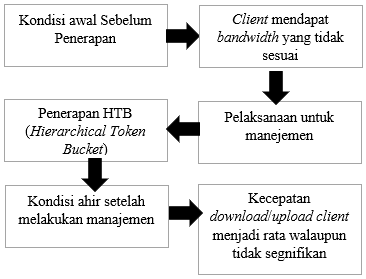 Kondisi awal Sebelum
Penerapan
Client mendapat
bandwidth yang tidak
sesuai
Pelaksanaan untuk
manejemen
Penerapan HTB
(Hierarchical Token
Bucket)
Kondisi ahir setelah
melakukan manajemen
Kecepatan
download/upload client
menjadi rata walaupun
tidak segnifikan